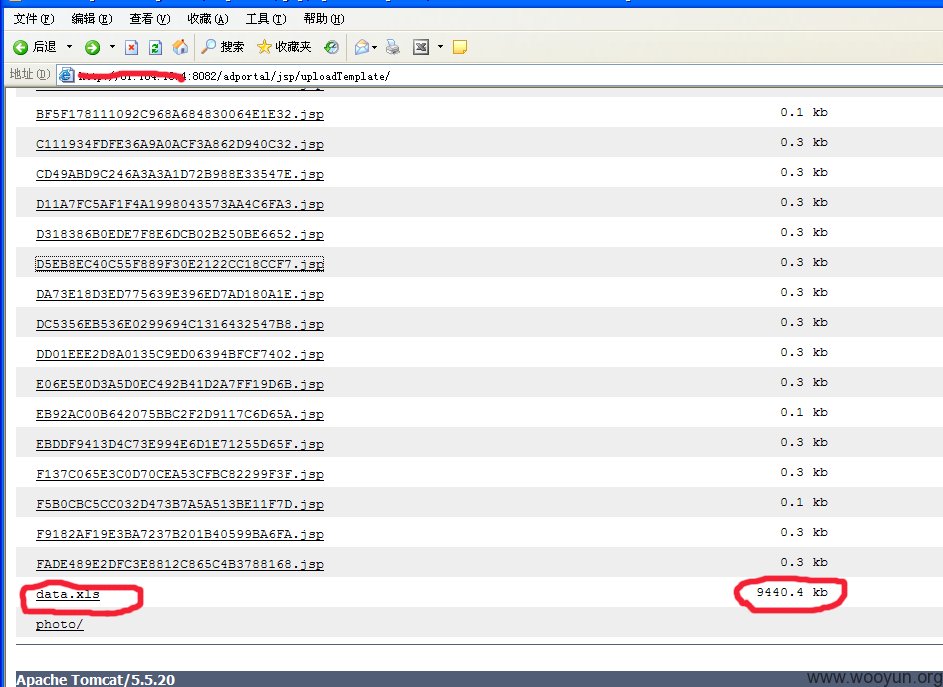 文件(F) 编辑(E) 查看(V) 收藏(A) 工具(T) 帮助(H)
后退 搜索 收藏夹
地址(D) :8082/adportal/jsp/uploadTemplate/
BF5F178111092C968A684830064E1E32.jsp 0.1 kb
C111934FDFE36A9A0ACF3A862D940C32.jsp 0.3 kb
CD49ABD9C246A3A3A1D72B988E33547E.jsp 0.3 kb
D11A7FC5AF1F4A1998043573AA4C6FA3.jsp 0.3 kb
D318386B0EDE7F8E6DCB02B250BE6652.jsp 0.3 kb
D5EB8EC40C55F889F30E2122CC18CCF7.jsp 0.3 kb
DA73E18D3ED775639E396ED7AD180A1E.jsp 0.3 kb
DC5356EB536E0299694C1316432547B8.jsp 0.3 kb
DD01EEE2D8A0135C9ED06394BFCF7402.jsp 0.3 kb
E06E5E0D3A5D0EC492B41D2A7FF19D6B.jsp 0.3 kb
EB92AC00B642075BBC2F2D9117C6D65A.jsp 0.1 kb
EBDDF9413D4C73E994E6D1E71255D65F.jsp 0.3 kb
F137C065E3C0D70CEA53CFBC82299F3F.jsp 0.3 kb
F5B0CBC5CC032D473B7A5A513BE11F7D.jsp 0.1 kb
F9182AF19E3BA7237B201B40599BA6FA.jsp 0.3 kb
FADE489E2DFC3E8812C865C4B3788168.jsp 0.3 kb
data.xls 9440.4 kb
photo/
Apache Tomcat/5.5.20
www.wooyun.org